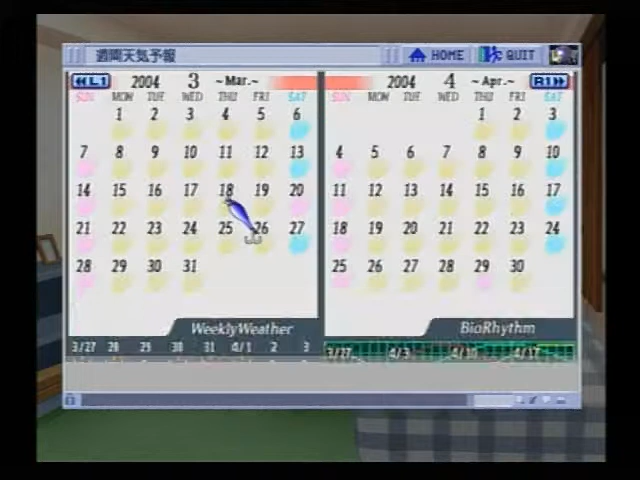 週間天気予報 HOME QUIT
L1 2004 3 ~Mar.~ 2004 4 ~Apr.~ R1
SUN MON TUE WED THU FRI SAT SUN MON TUE WED THU FRI SAT
1 2 3 4 5 6 1 2 3
7 8 9 10 11 12 13 4 5 6 7 8 9 10
14 15 16 17 18 19 20 11 12 13 14 15 16 17
21 22 23 24 25 26 27 18 19 20 21 22 23 24
28 29 30 31 25 26 27 28 29 30
WeeklyWeather BioRhythm
3/27 28 29 30 31 4/1 2 3 3/27 4/3 4/10 4/17